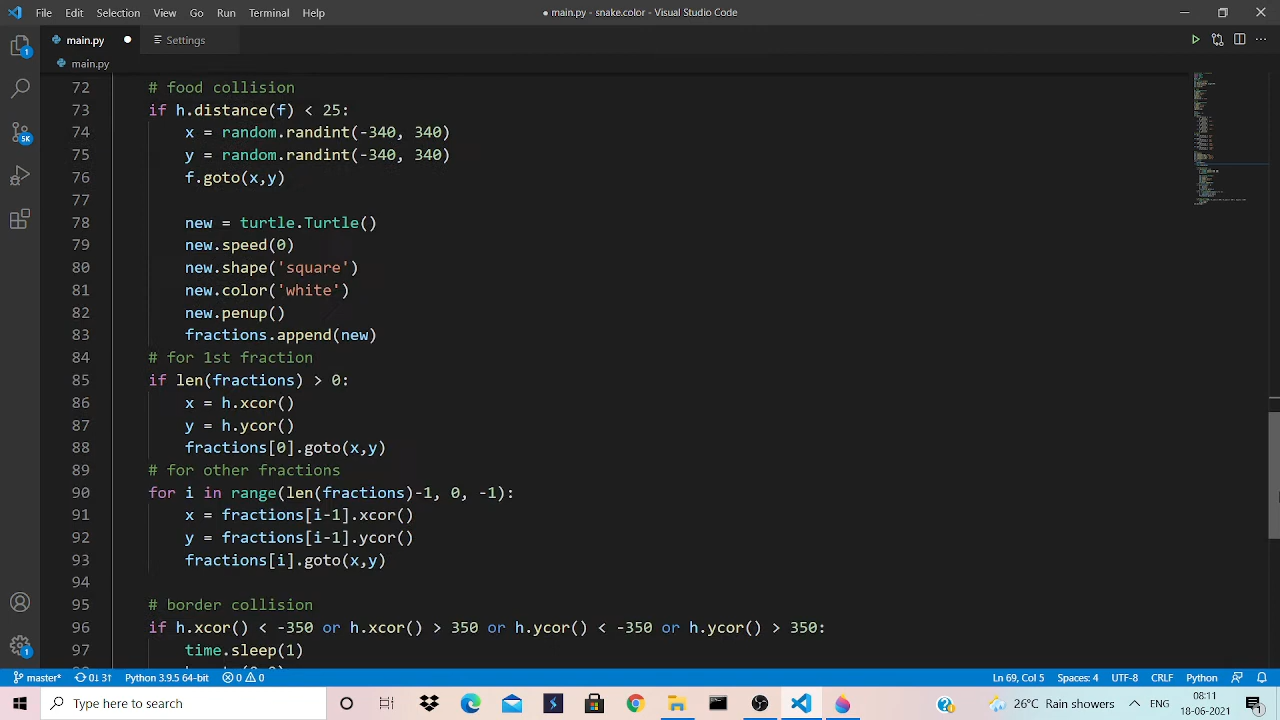 File Edit Selection View Go Run Terminal Help
● main.py - snake.color - Visual Studio Code
main.py ● Settings
main.py
72 # food collision
73 if h.distance(f) < 25:
74 x = random.randint(-340, 340)
75 y = random.randint(-340, 340)
76 f.goto(x,y)
77
78 new = turtle.Turtle()
79 new.speed(0)
80 new.shape('square')
81 new.color('white')
82 new.penup()
83 fractions.append(new)
84 # for 1st fraction
85 if len(fractions) > 0:
86 x = h.xcor()
87 y = h.ycor()
88 fractions[0].goto(x,y)
89 # for other fractions
90 for i in range(len(fractions)-1, 0, -1):
91 x = fractions[i-1].xcor()
92 y = fractions[i-1].ycor()
93 fractions[i].goto(x,y)
94
95 # border collision
96 if h.xcor() < -350 or h.xcor() > 350 or h.ycor() < -350 or h.ycor() > 350:
97 time.sleep(1)
1
5K
1
master* 0↓ 3↑ Python 3.9.5 64-bit 0 0 Ln 69, Col 5 Spaces: 4 UTF-8 CRLF Python
Type here to search
26°C Rain showers ENG 08:11
18-06-2021
1